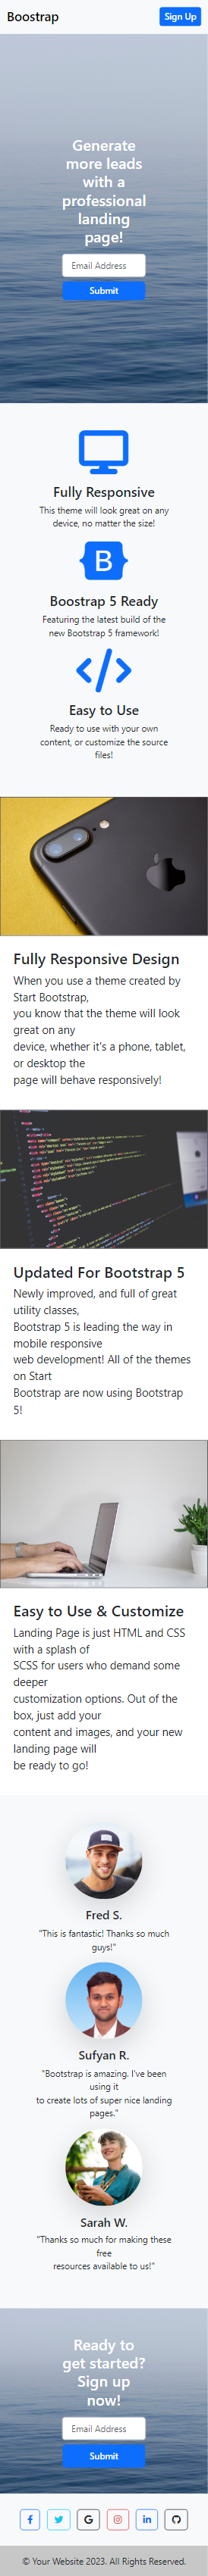 Boostrap
Sign Up
Generate
more leads
with a
professional
landing
page!
Email Address
Submit
Fully Responsive
This theme will look great on any
device, no matter the size!
B
Boostrap 5 Ready
Featuring the latest build of the
new Bootstrap 5 framework!
Easy to Use
Ready to use with your own
content, or customize the source
files!
Fully Responsive Design
When you use a theme created by
Start Bootstrap,
you know that the theme will look
great on any
device, whether it's a phone, tablet,
or desktop the
page will behave responsively!
Updated For Bootstrap 5
Newly improved, and full of great
utility classes,
Bootstrap 5 is leading the way in
mobile responsive
web development! All of the themes
on Start
Bootstrap are now using Bootstrap
5!
Easy to Use & Customize
Landing Page is just HTML and CSS
with a splash of
SCSS for users who demand some
deeper
customization options. Out of the
box, just add your
content and images, and your new
landing page will
be ready to go!
Fred S.
"This is fantastic! Thanks so much
guys!"
Sufyan R.
"Bootstrap is amazing. I've been
using it
to create lots of super nice landing
pages."
Sarah W.
"Thanks so much for making these
free
resources available to us!"
Ready to
get started?
Sign up
now!
Email Address
Submit
© Your Website 2023. All Rights Reserved.